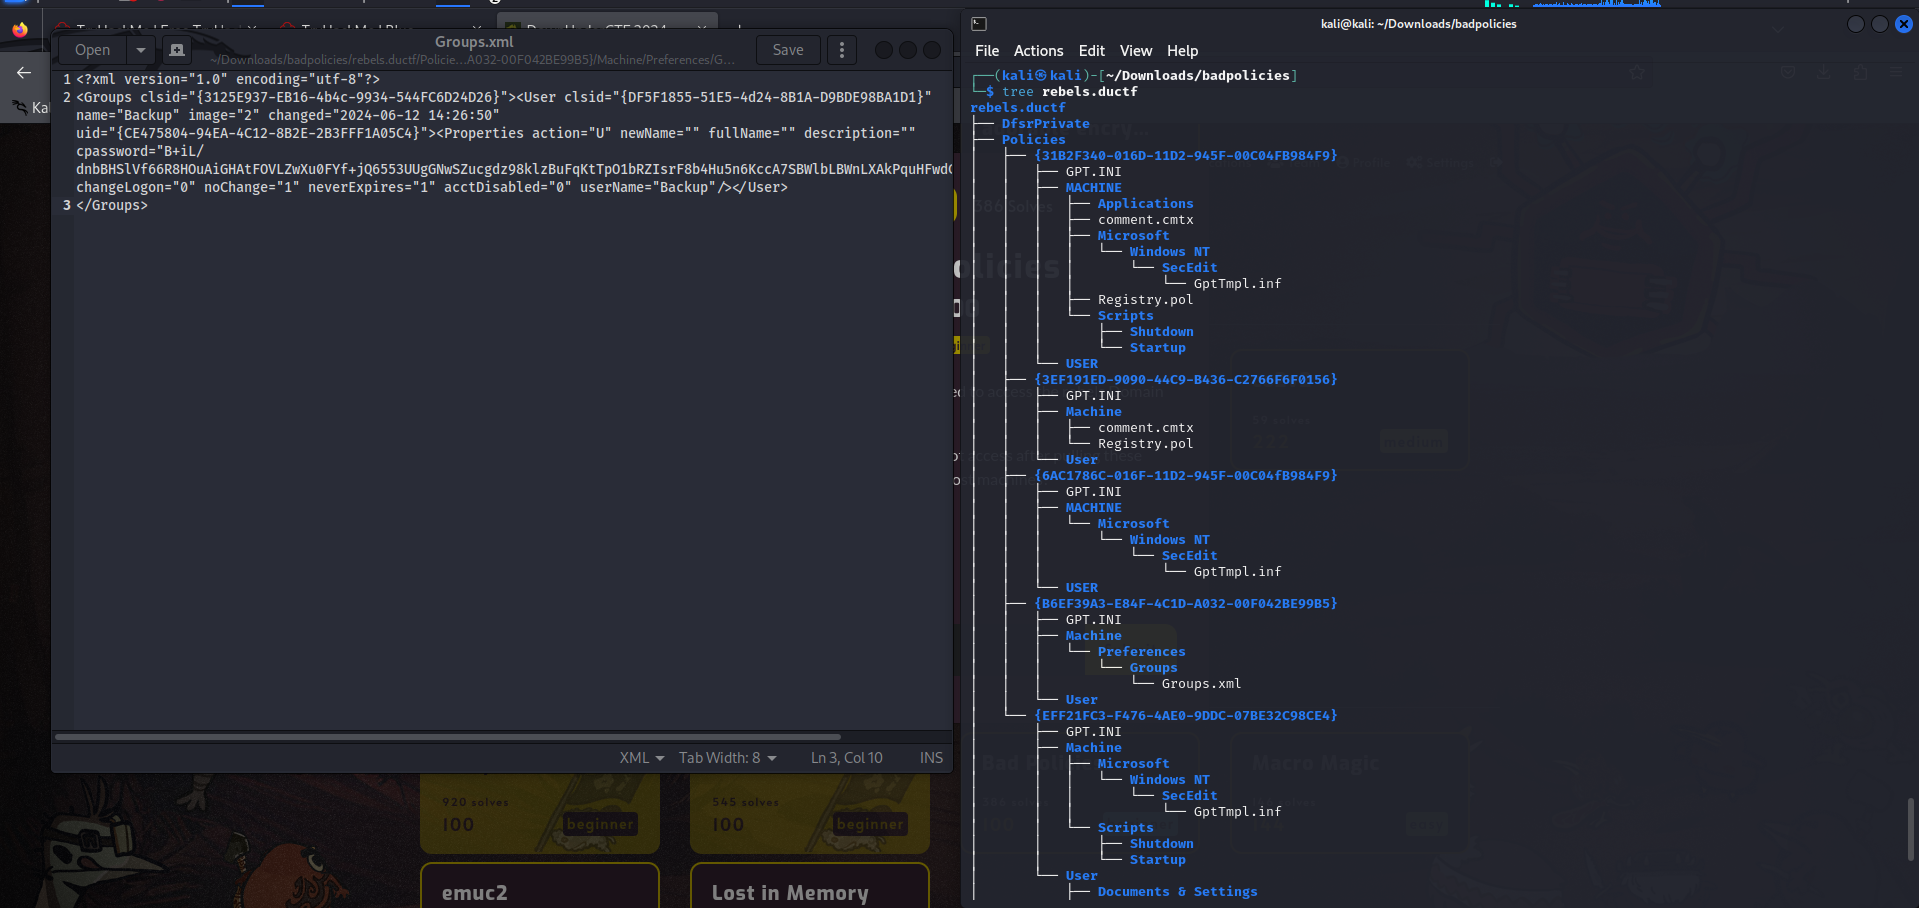 Open
Groups.xml
~/Downloads/badpolicies/rebels.ductf/Policie...A032-00F042BE99B5}/Machine/Preferences/G...
Save
1 <?xml version="1.0" encoding="utf-8"?>
2 <Groups clsid="{3125E937-EB16-4b4c-9934-544FC6D24D26}"><User clsid="{DF5F1855-51E5-4d24-8B1A-D9BDE98BA1D1}"
name="Backup" image="2" changed="2024-06-12 14:26:50"
uid="{CE475804-94EA-4C12-8B2E-2B3FFF1A05C4}"><Properties action="U" newName="" fullName="" description=""
cpassword="B+iL/
dnbBHSlVf66R8HOuAiGHAtFOVLZwXu0FYf+jQ6553UUgGNwSZucgdz98klzBuFqKtTpO1bRZIsrF8b4Hu5n6KccA7SBWlbLBWnLXAkPquHFwd
changeLogon="0" noChange="1" neverExpires="1" acctDisabled="0" userName="Backup"/></User>
3 </Groups>
XML
Tab Width: 8
Ln 3, Col 10
INS
920 solves
100
beginner
545 solves
100
beginner
emuc2
Lost in Memory
kali@kali: ~/Downloads/badpolicies
File Actions Edit View Help
┌──(kali㉿kali)-[~/Downloads/badpolicies]
└─$ tree rebels.ductf
rebels.ductf
├── DfsrPrivate
├── Policies
│   ├── {31B2F340-016D-11D2-945F-00C04FB984F9}
│   │   ├── GPT.INI
│   │   ├── MACHINE
│   │   │   ├── Applications
│   │   │   ├── comment.cmtx
│   │   │   ├── Microsoft
│   │   │   │   └── Windows NT
│   │   │   │       └── SecEdit
│   │   │   │           └── GptTmpl.inf
│   │   │   ├── Registry.pol
│   │   │   └── Scripts
│   │   │       ├── Shutdown
│   │   │       └── Startup
│   │   └── USER
│   ├── {3EF191ED-9090-44C9-B436-C2766F6F0156}
│   │   ├── GPT.INI
│   │   ├── Machine
│   │   │   ├── comment.cmtx
│   │   │   └── Registry.pol
│   │   └── User
│   ├── {6AC1786C-016F-11D2-945F-00C04fB984F9}
│   │   ├── GPT.INI
│   │   ├── MACHINE
│   │   │   └── Microsoft
│   │   │       └── Windows NT
│   │   │           └── SecEdit
│   │   │               └── GptTmpl.inf
│   │   └── USER
│   ├── {B6EF39A3-E84F-4C1D-A032-00F042BE99B5}
│   │   ├── GPT.INI
│   │   ├── Machine
│   │   │   └── Preferences
│   │   │       └── Groups
│   │   │           └── Groups.xml
│   │   └── User
│   └── {EFF21FC3-F476-4AE0-9DDC-07BE32C98CE4}
│       ├── GPT.INI
│       ├── Machine
│       │   ├── Microsoft
│       │   │   └── Windows NT
│       │   │       └── SecEdit
│       │   │           └── GptTmpl.inf
│       │   └── Scripts
│       │       ├── Shutdown
│       │       └── Startup
│       └── User
│           ├── Documents & Settings
Macro Magic